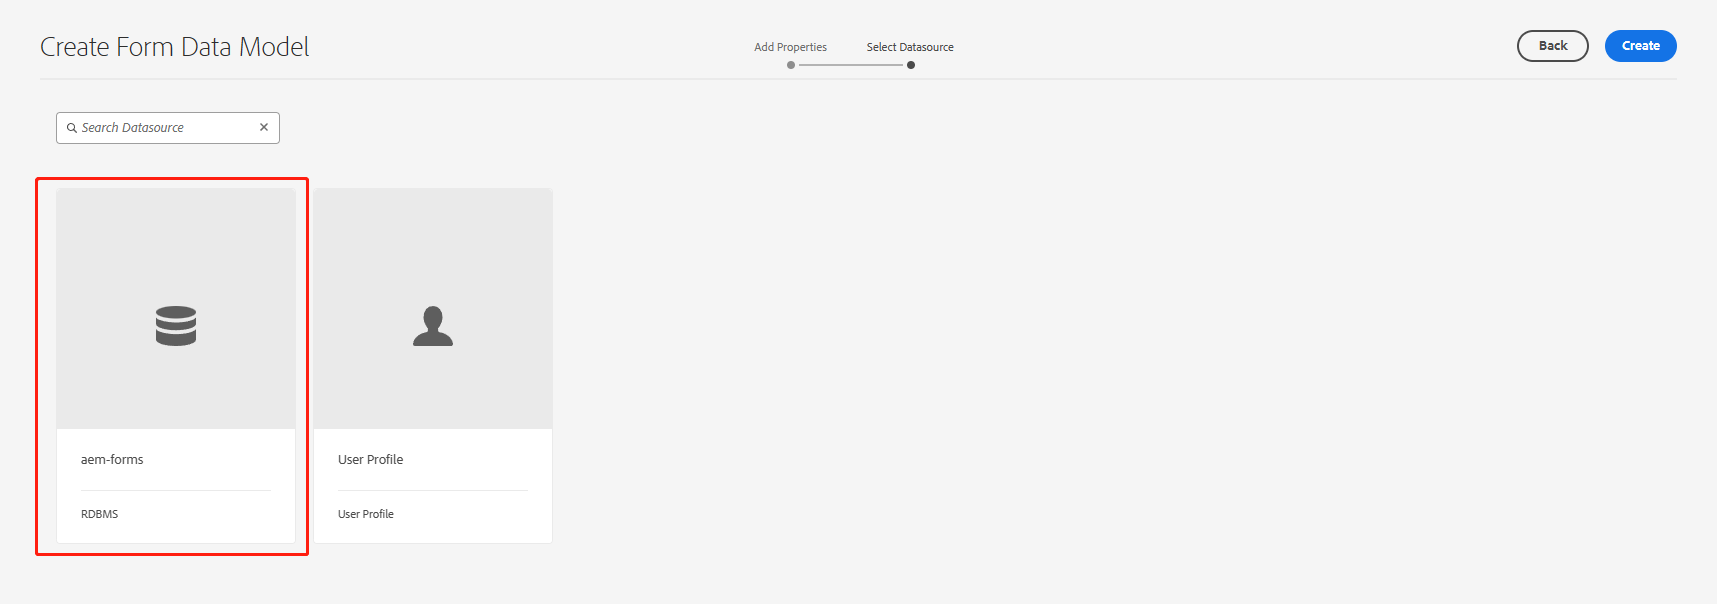 Create Form Data Model
Add Properties
Select Datasource
Back
Create
Search Datasource
aem-forms
RDBMS
User Profile
User Profile